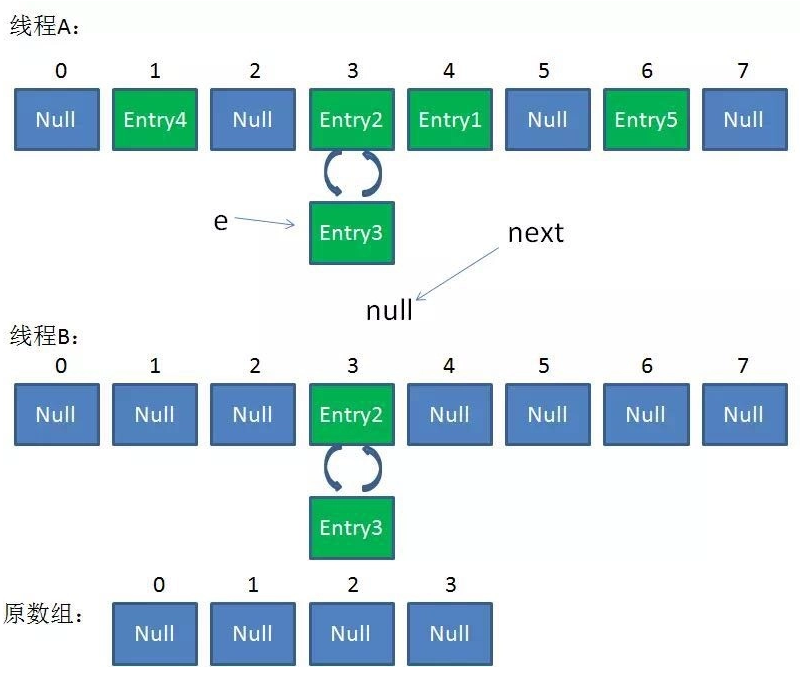 线程A：
0 1 2 3 4 5 6 7
Null Entry4 Null Entry2 Entry1 Null Entry5 Null
e
Entry3
next
null
线程B：
0 1 2 3 4 5 6 7
Null Null Null Entry2 Null Null Null Null
Entry3
0 1 2 3
原数组：
Null Null Null Null